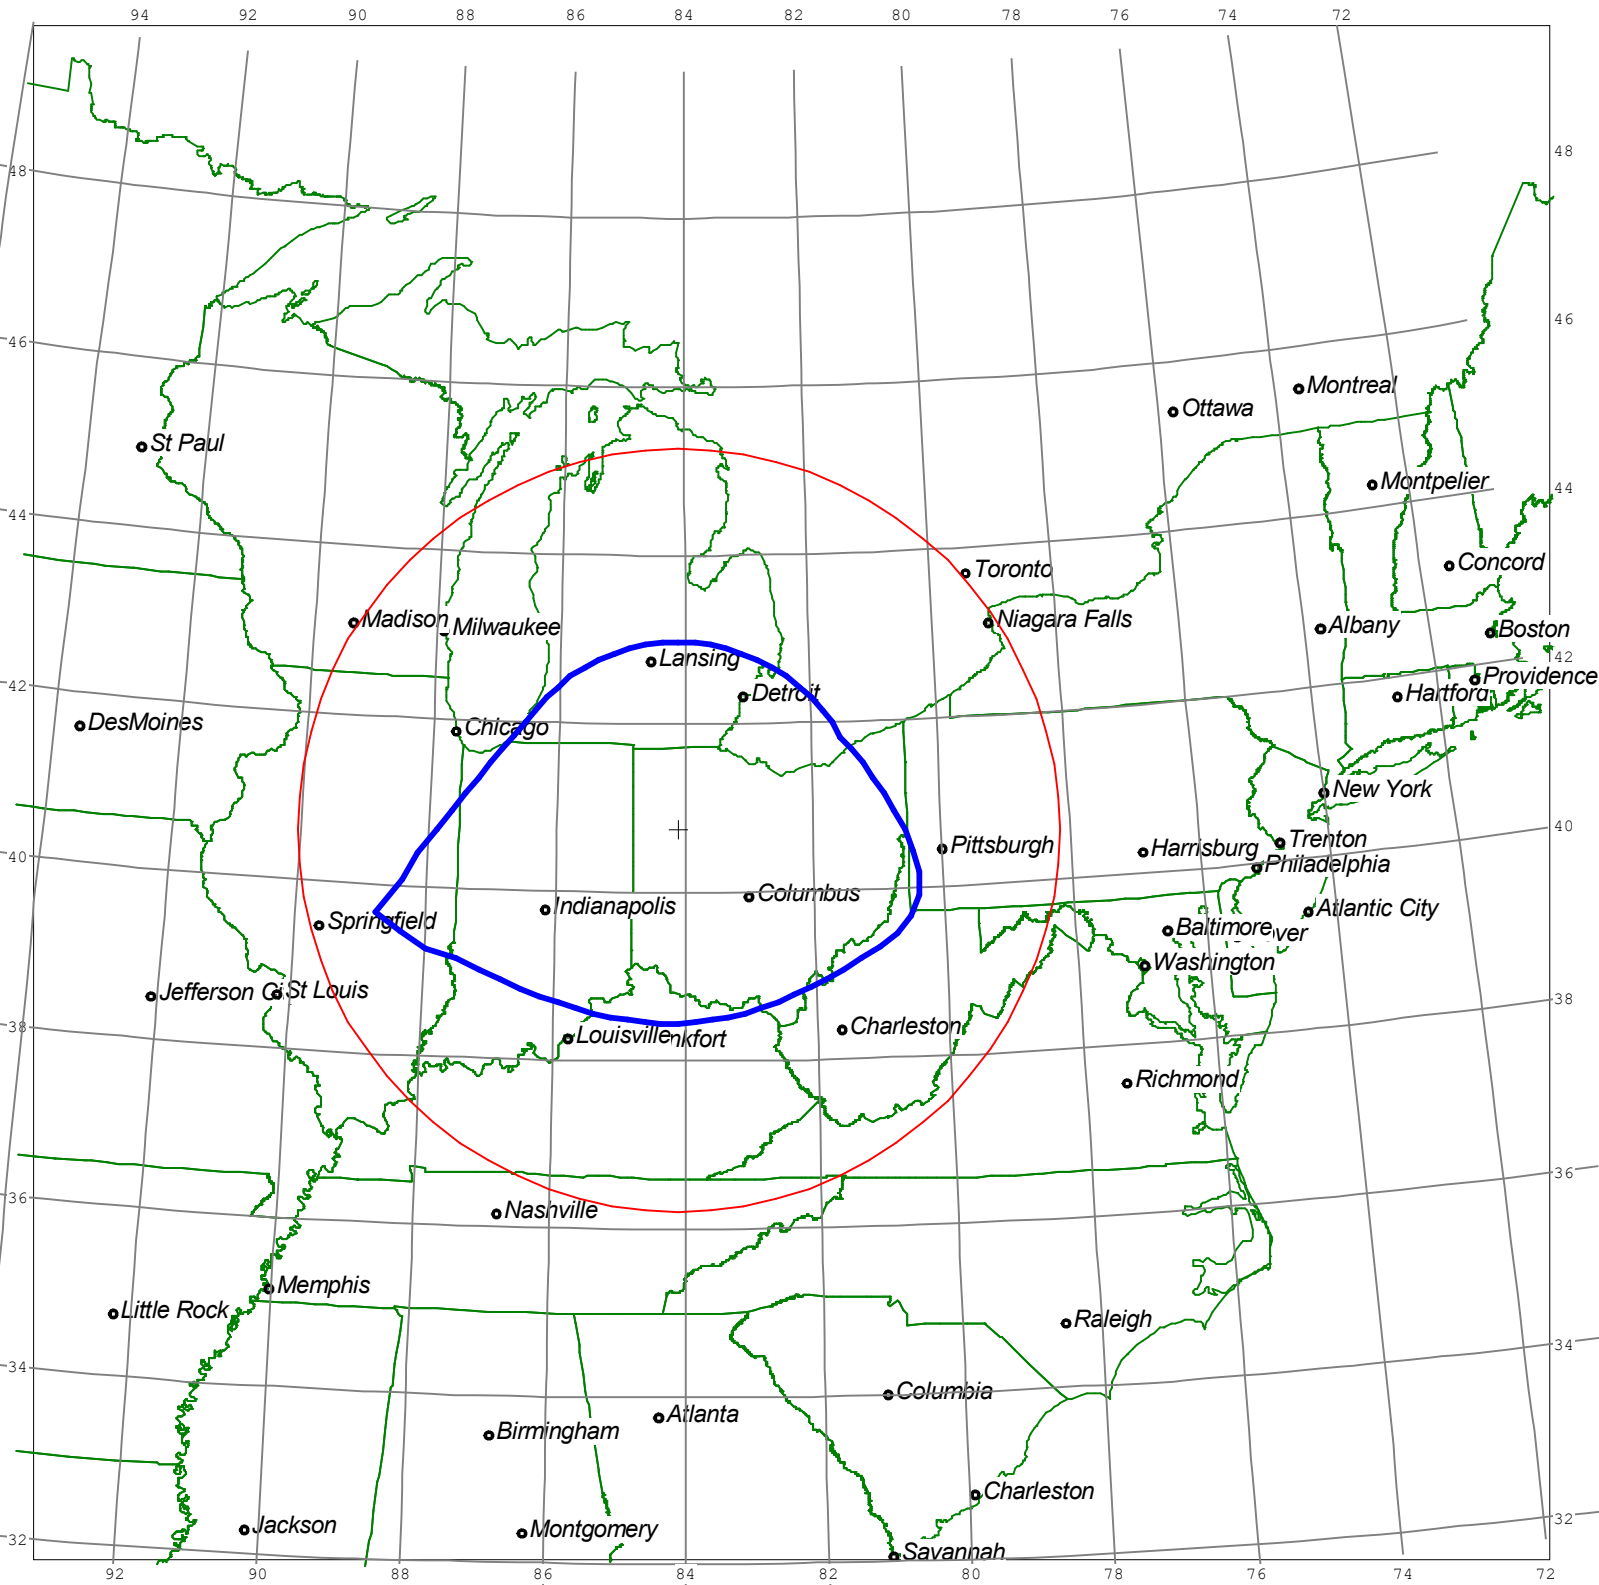 94 92 90 88 86 84 82 80 78 76 74 72
48 48
46 46
Montreal
Ottawa
St Paul
Montpelier
44 44
Concord
Toronto
Madison Milwaukee Niagara Falls Albany Boston
Lansing 42
Providence
42 Detroit Hartford
DesMoines Chicago
New York
40
Pittsburgh Harrisburg Trenton
40 Philadelphia
Columbus
Indianapolis Atlantic City
Springfield Baltimore ver
Washington
Jefferson Ci St Louis 38
38 Louisville nkfort Charleston
Richmond
36
36 Nashville
Memphis
Little Rock Raleigh
34 34
Columbia
Atlanta
Birmingham
Charleston
Jackson Montgomery 32
32 Savannah
92 90 88 86 84 82 80 78 76 74 72